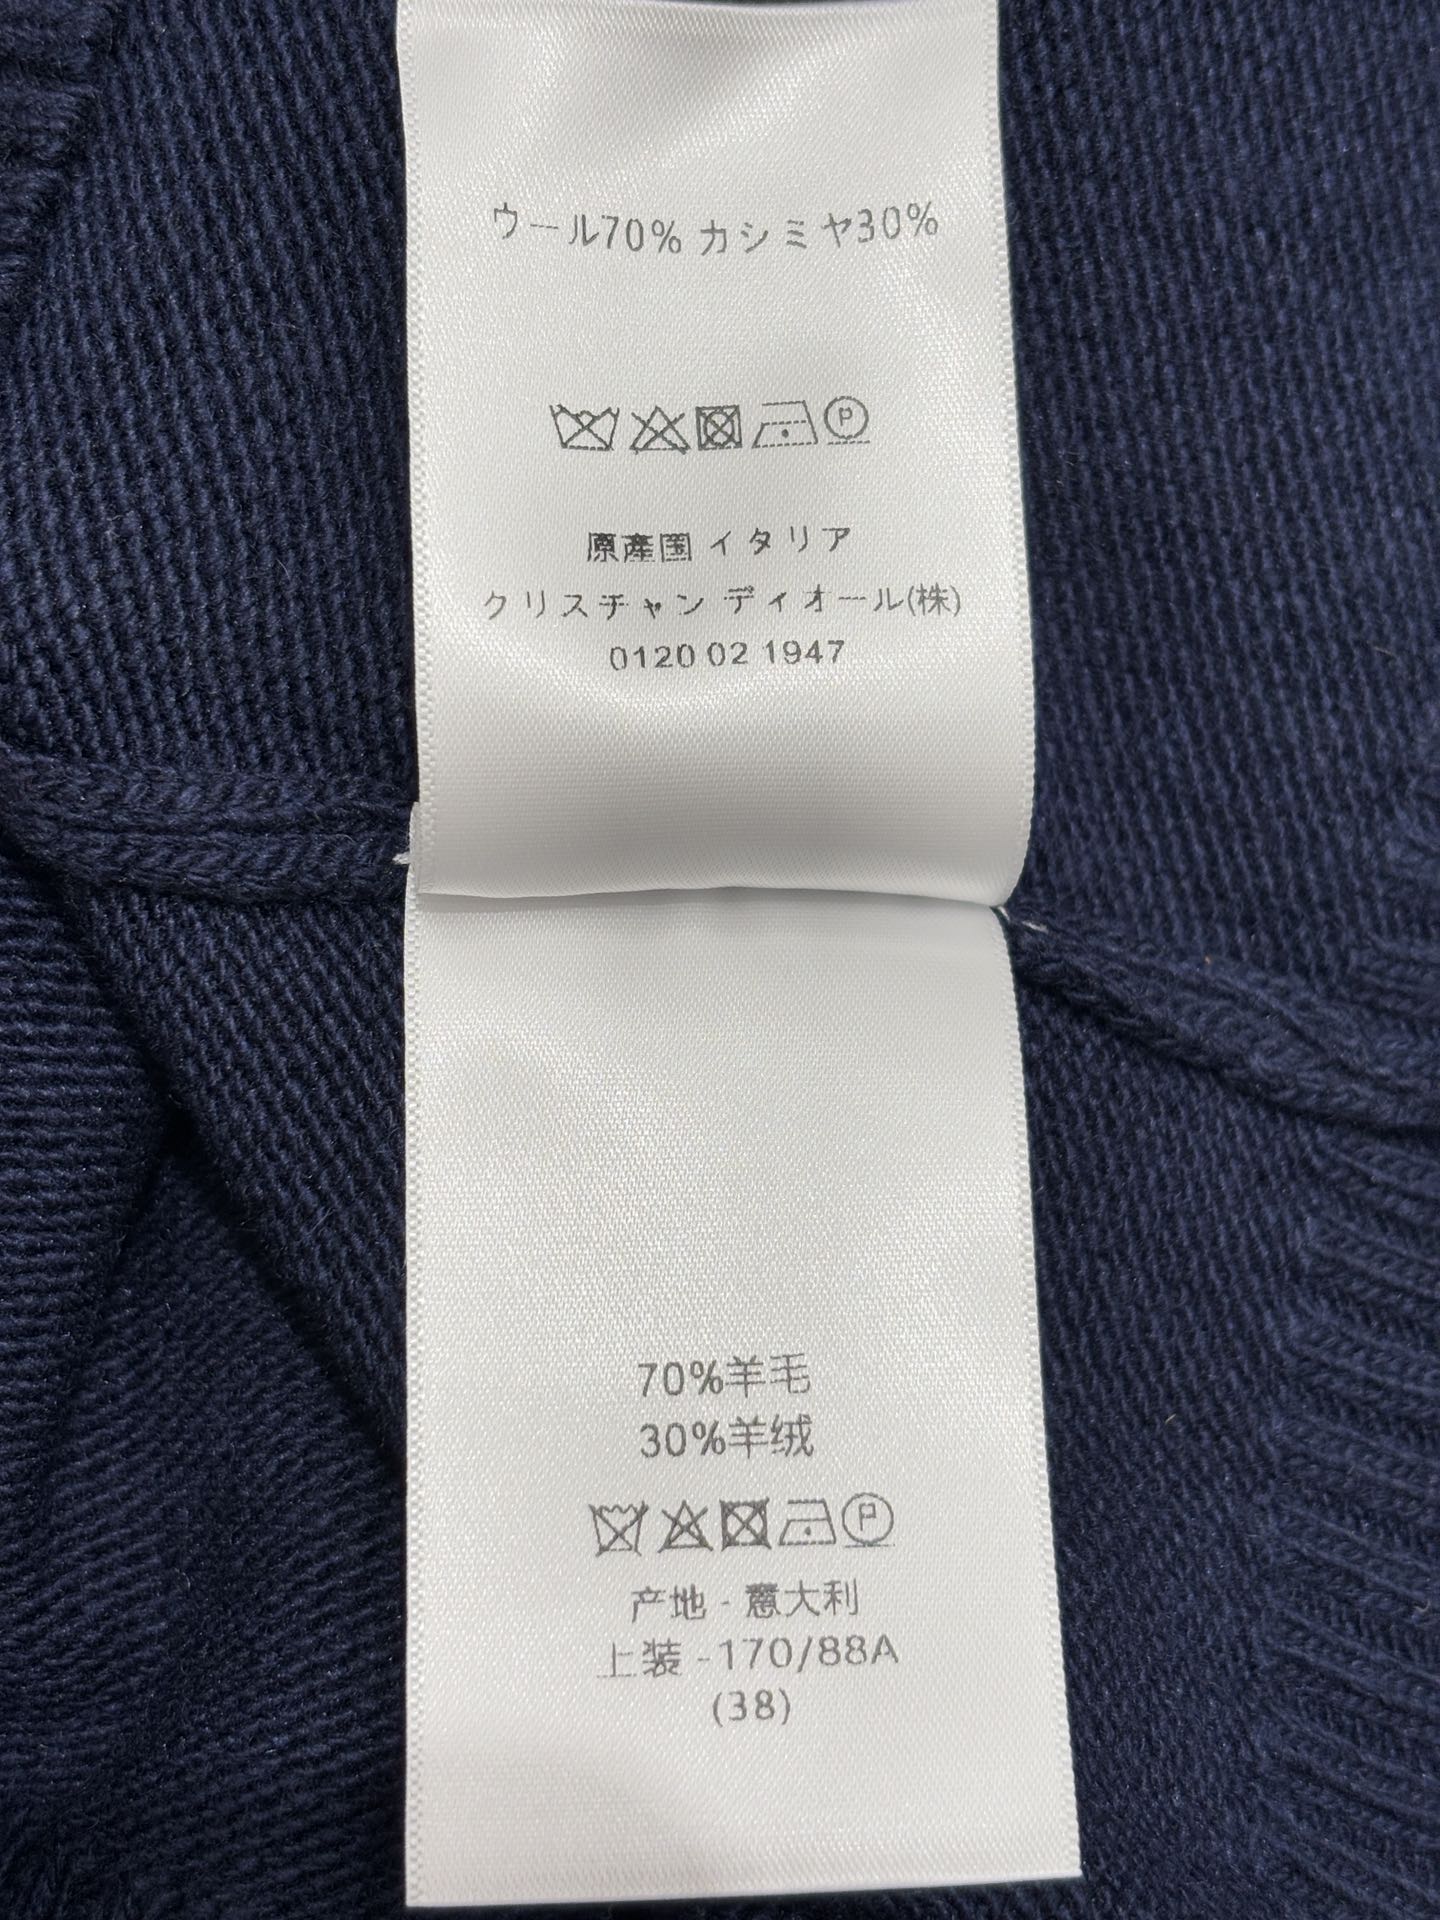 ウール70% カシミヤ30%
原産国 イタリア
クリスチャン ディオール(株)
0120 02 1947
70%羊毛
30%羊绒
产地 - 意大利
上装 -170/88A
(38)